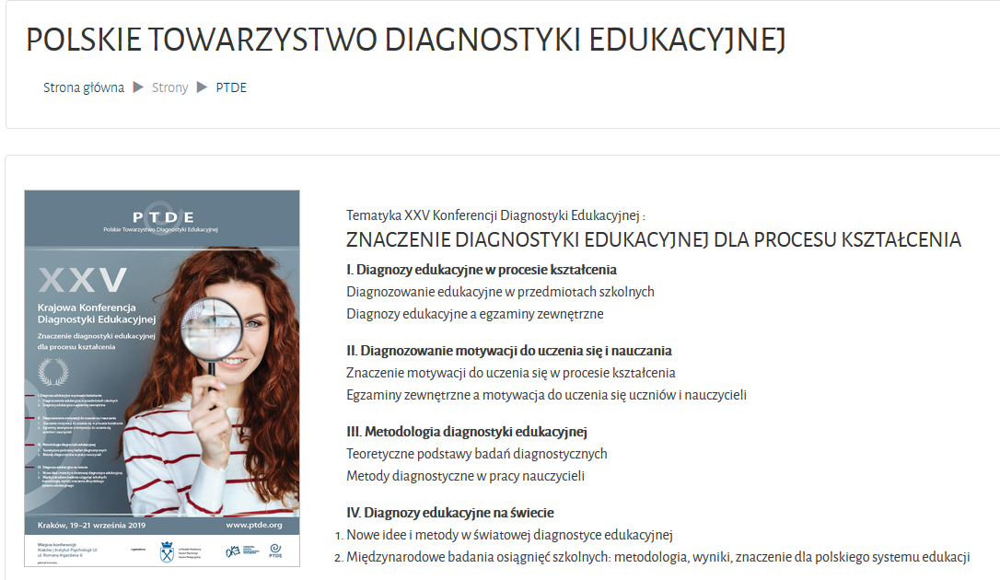 POLSKIE TOWARZYSTWO DIAGNOSTYKI EDUKACYJNEJ
Strona główna ▶ Strony ▶ PTDE
PTDE
Polskie Towarzystwo Diagnostyki Edukacyjnej
XXV
Krajowa Konferencja
Diagnostyki Edukacyjnej
Znaczenie diagnostyki edukacyjnej
dla procesu kształcenia
Kraków, 19–21 września 2019
www.ptde.org
Miejsce konferencji:
Kraków | Instytut Psychologii UJ
ul. Romana Ingardena 6
PTDE
Tematyka XXV Konferencji Diagnostyki Edukacyjnej :
ZNACZENIE DIAGNOSTYKI EDUKACYJNEJ DLA PROCESU KSZTAŁCENIA
I. Diagnozy edukacyjne w procesie kształcenia
Diagnozowanie edukacyjne w przedmiotach szkolnych
Diagnozy edukacyjne a egzaminy zewnętrzne
II. Diagnozowanie motywacji do uczenia się i nauczania
Znaczenie motywacji do uczenia się w procesie kształcenia
Egzaminy zewnętrzne a motywacja do uczenia się uczniów i nauczycieli
III. Metodologia diagnostyki edukacyjnej
Teoretyczne podstawy badań diagnostycznych
Metody diagnostyczne w pracy nauczycieli
IV. Diagnozy edukacyjne na świecie
1. Nowe idee i metody w światowej diagnostyce edukacyjnej
2. Międzynarodowe badania osiągnięć szkolnych: metodologia, wyniki, znaczenie dla polskiego systemu edukacji